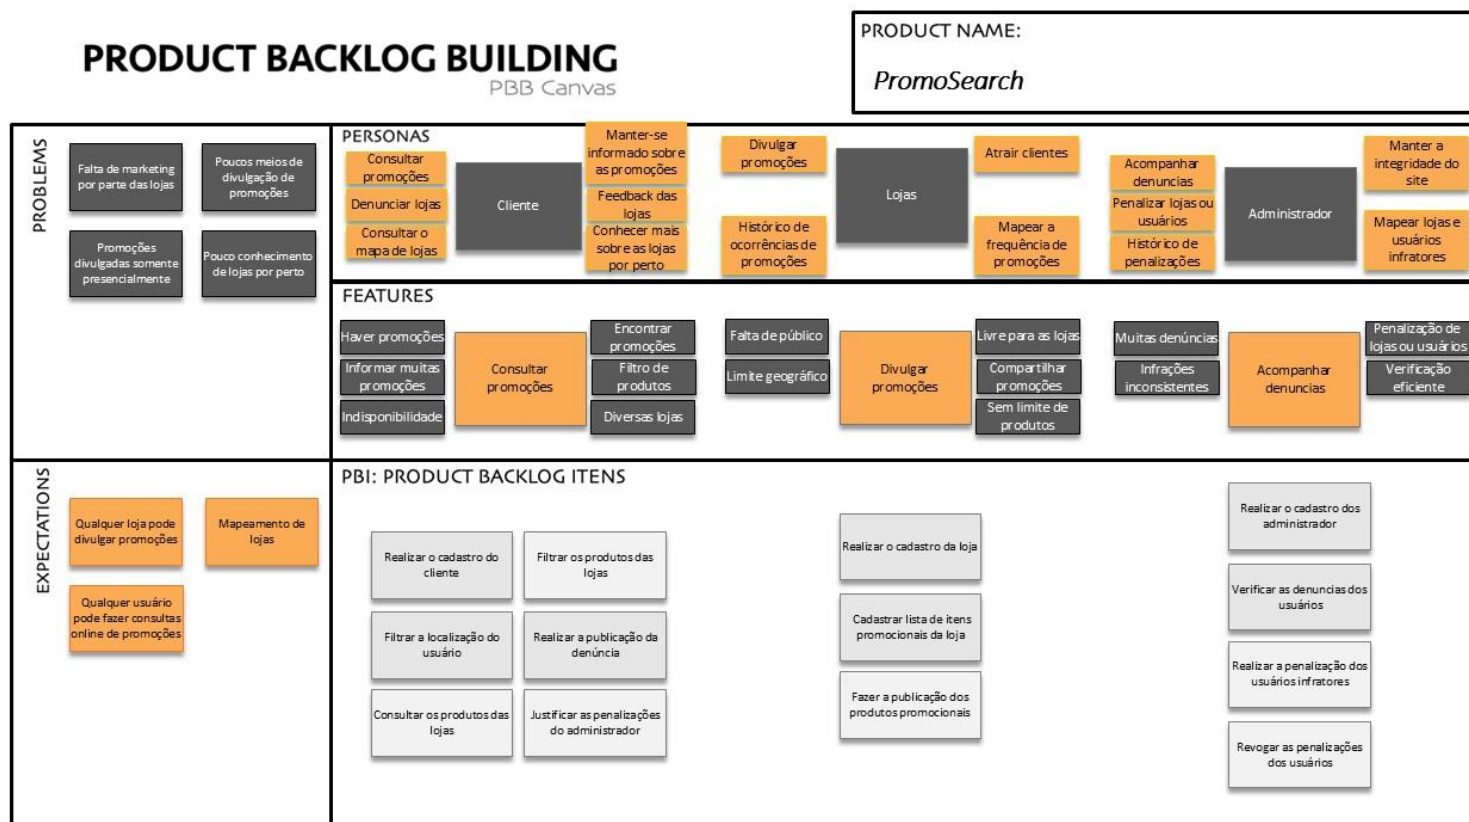 PRODUCT BACKLOG BUILDING
PBB Canvas
PRODUCT NAME:
PromoSearch
PROBLEMS
Falta de marketing
por parte das lojas
Poucos meios de
divulgação de
promoções
Promoções
divulgadas somente
presencialmente
Pouco conhecimento
de lojas por perto
PERSONAS
Consultar
promoções
Denunciar lojas
Consultar o
mapa de lojas
Cliente
Manter-se
informado sobre
as promoções
Feedback das
lojas
Conhecer mais
sobre as lojas
por perto
Divulgar
promoções
Histórico de
ocorrências de
promoções
Lojas
Atrair clientes
Mapear a
frequência de
promoções
Acompanhar
denuncias
Penalizar lojas ou
usuários
Histórico de
penalizações
Administrador
Manter a
integridade do
site
Mapear lojas e
usuários
infratores
FEATURES
Haver promoções
Informar muitas
promoções
Indisponibilidade
Consultar
promoções
Encontrar
promoções
Filtro de
produtos
Diversas lojas
Falta de público
Limite geográfico
Divulgar
promoções
Livre para as lojas
Compartilhar
promoções
Sem limite de
produtos
Muitas denúncias
Infrações
inconsistentes
Acompanhar
denuncias
Penalização de
lojas ou usuários
Verificação
eficiente
EXPECTATIONS
Qualquer loja pode
divulgar promoções
Mapeamento de
lojas
Qualquer usuário
pode fazer consultas
online de promoções
PBI: PRODUCT BACKLOG ITENS
Realizar o cadastro do
cliente
Filtrar os produtos das
lojas
Filtrar a localização do
usuário
Realizar a publicação da
denúncia
Consultar os produtos das
lojas
Justificar as penalizações
do administrador
Realizar o cadastro da loja
Cadastrar lista de itens
promocionais da loja
Fazer a publicação dos
produtos promocionais
Realizar o cadastro dos
administrador
Verificar as denuncias dos
usuários
Realizar a penalização dos
usuários infratores
Revogar as penalizações
dos usuários